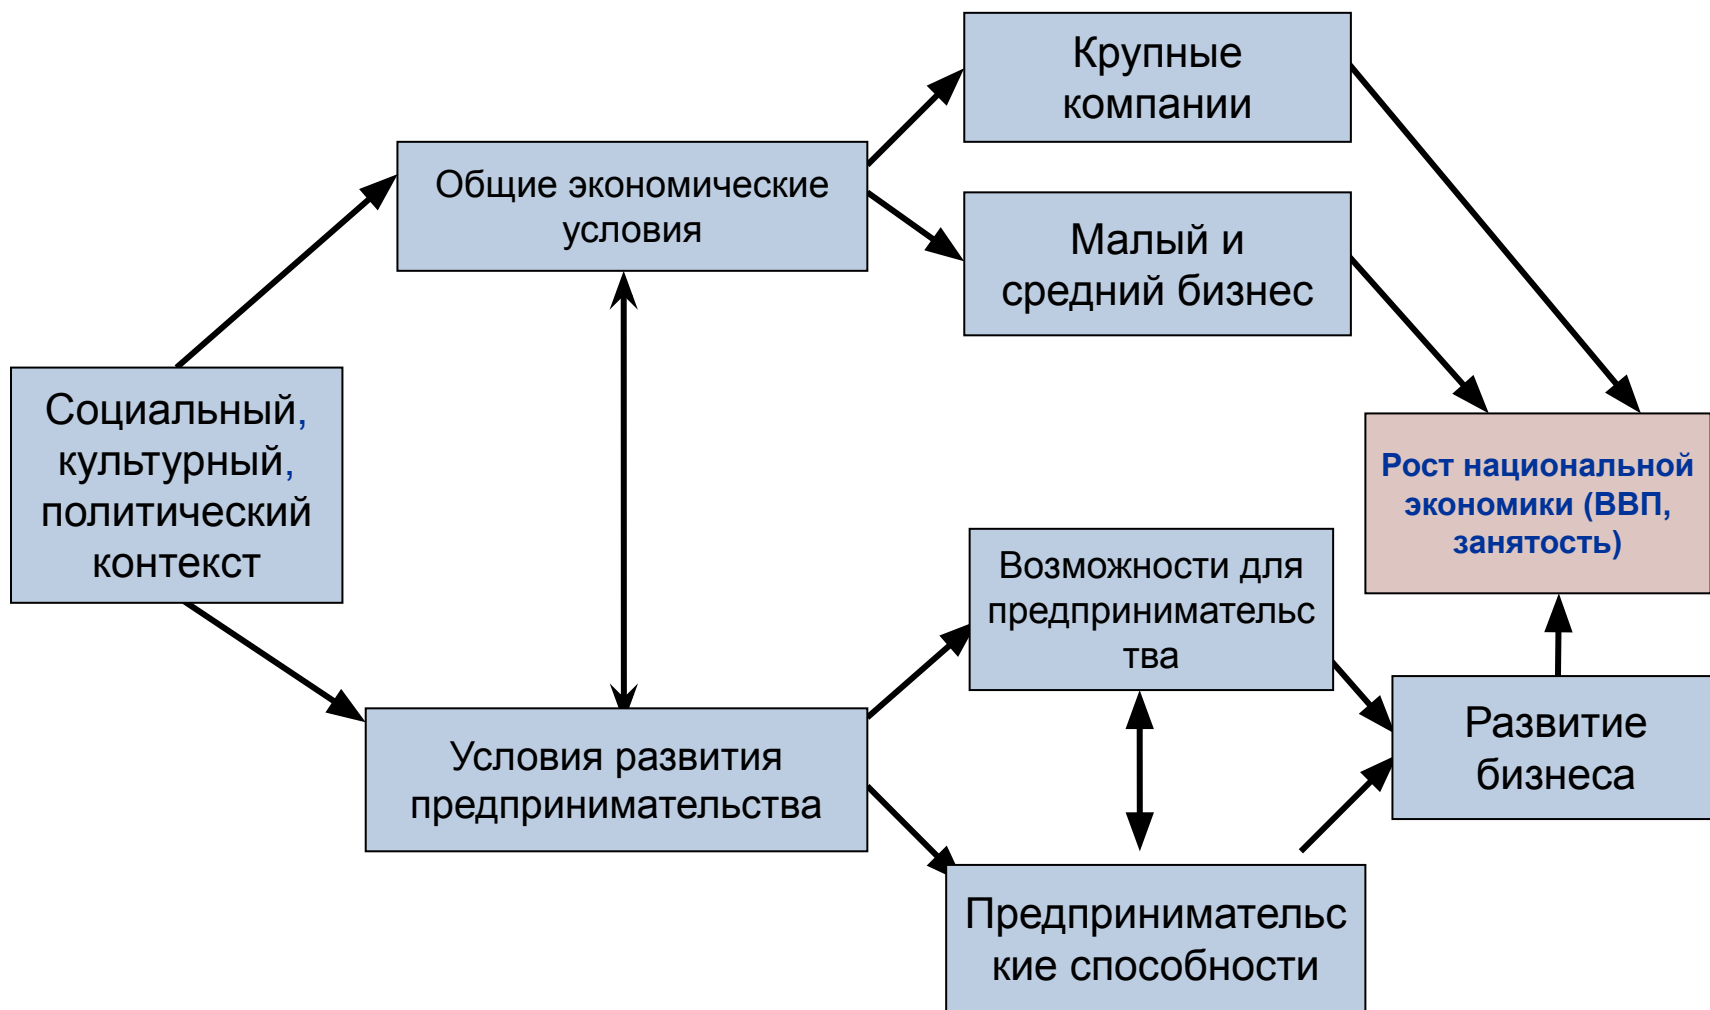 Крупные
компании
Общие экономические
условия
Малый и
средний бизнес
Социальный,
культурный,
политический
контекст
Рост национальной
экономики (ВВП,
занятость)
Возможности для
предпринимательс
тва
Условия развития
предпринимательства
Развитие
бизнеса
Предпринимательс
кие способности